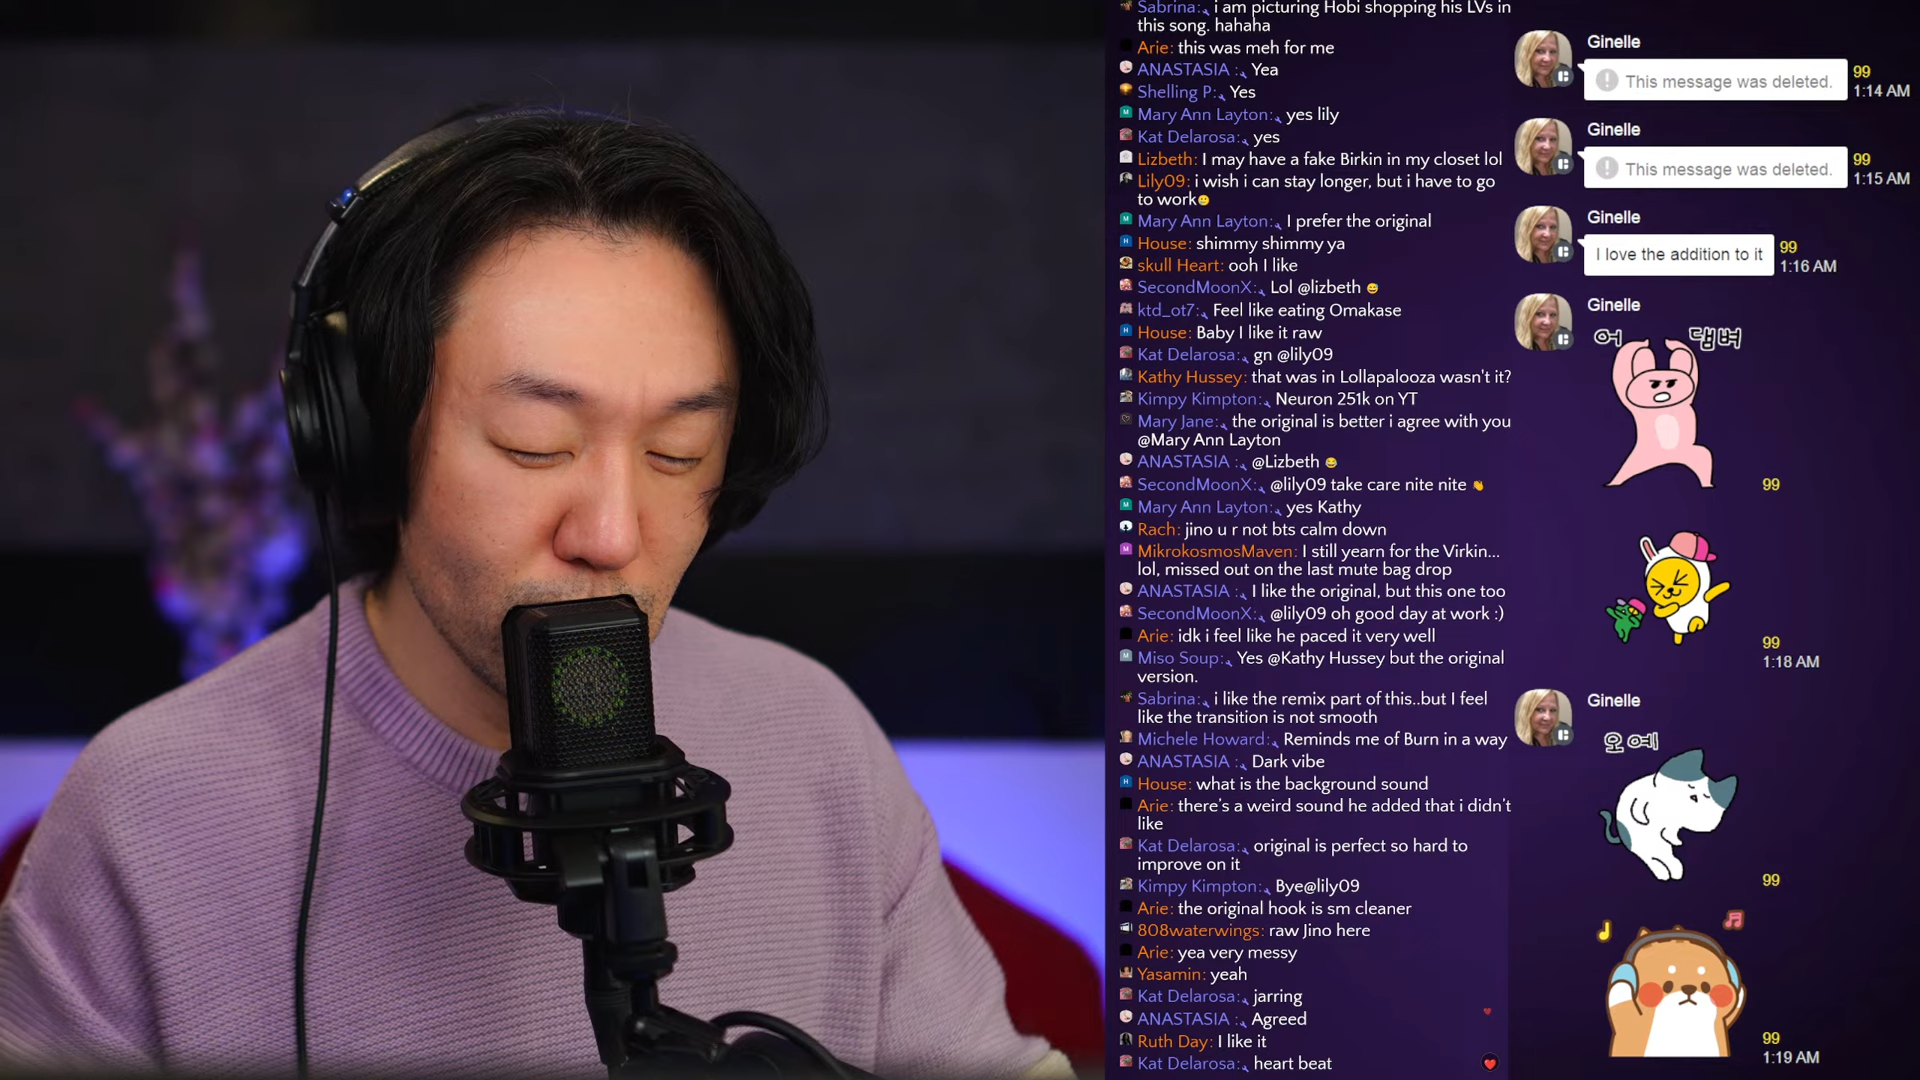 Sabrina: i am picturing Hobi shopping his LVs in
this song. hahaha
Arie: this was meh for me
ANASTASIA : Yea
Shelling P: Yes
Mary Ann Layton: yes lily
Kat Delarosa: yes
Lizbeth: I may have a fake Birkin in my closet lol
Lily09: i wish i can stay longer, but i have to go
to work🥲
Mary Ann Layton: I prefer the original
House: shimmy shimmy ya
skull Heart: ooh I like
SecondMoonX: Lol @lizbeth 😅
ktd_ot7: Feel like eating Omakase
House: Baby I like it raw
Kat Delarosa: gn @lily09
Kathy Hussey: that was in Lollapalooza wasn't it?
Kimpy Kimpton: Neuron 251k on YT
Mary Jane: the original is better i agree with you
@Mary Ann Layton
ANASTASIA : @Lizbeth 😂
SecondMoonX: @lily09 take care nite nite 👋
Mary Ann Layton: yes Kathy
Rach: jino u r not bts calm down
MikrokosmosMaven: I still yearn for the Virkin...
lol, missed out on the last mute bag drop
ANASTASIA : I like the original, but this one too
SecondMoonX: @lily09 oh good day at work :)
Arie: idk i feel like he paced it very well
Miso Soup: Yes @Kathy Hussey but the original
version.
Sabrina: i like the remix part of this..but I feel
like the transition is not smooth
Michele Howard: Reminds me of Burn in a way
ANASTASIA : Dark vibe
House: what is the background sound
Arie: there's a weird sound he added that i didn't
like
Kat Delarosa: original is perfect so hard to
improve on it
Kimpy Kimpton: Bye@lily09
Arie: the original hook is sm cleaner
808waterwings: raw Jino here
Arie: yea very messy
Yasamin: yeah
Kat Delarosa: jarring
ANASTASIA : Agreed
Ruth Day: I like it
Kat Delarosa: heart beat
Ginelle
This message was deleted.
99
1:14 AM
Ginelle
This message was deleted.
99
1:15 AM
Ginelle
I love the addition to it
99
1:16 AM
Ginelle
어 댐벼
99
99
1:18 AM
Ginelle
오예
99
99
1:19 AM